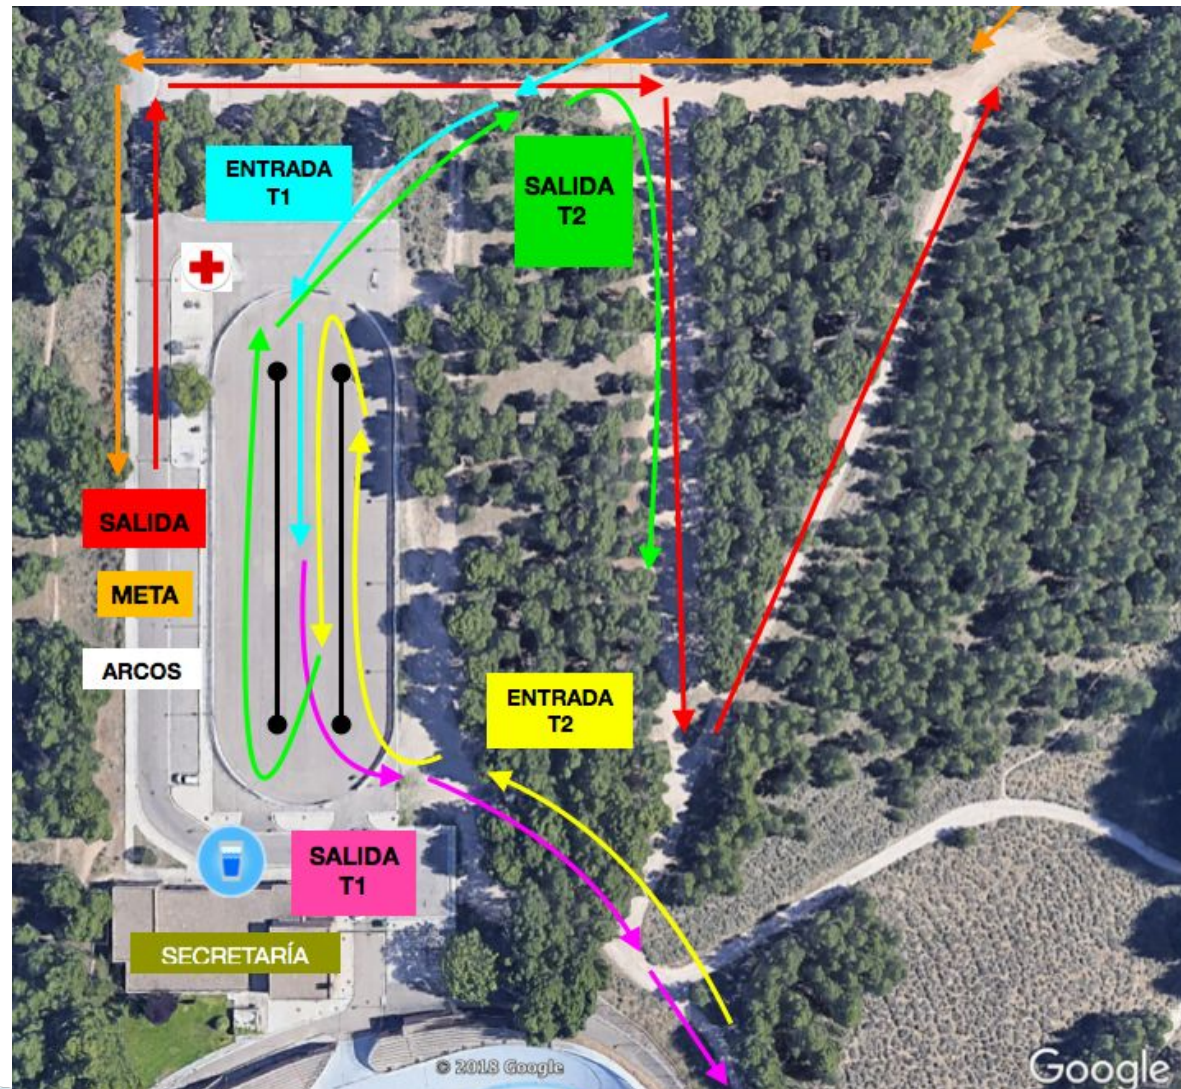 ENTRADA
T1
SALIDA
T2
SALIDA
META
ARCOS
ENTRADA
T2
SALIDA
T1
SECRETARÍA
© 2018 Google
Google